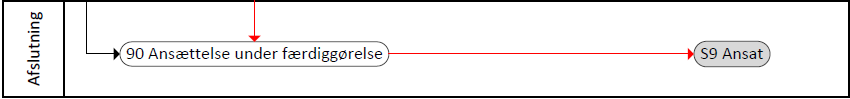 Afslutning
90 Ansættelse under færdiggørelse
S9 Ansat